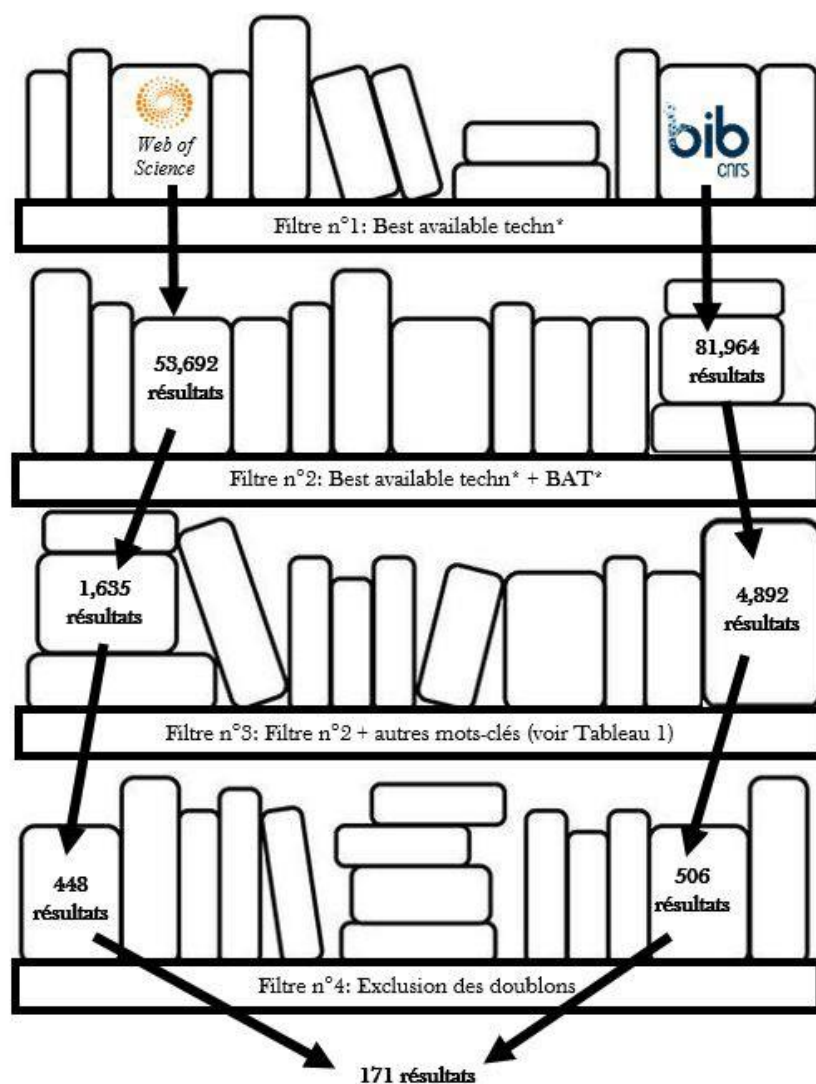 Web of
Science
bib
cnrs
Filtre n°1: Best available techn*
53,692
résultats
81,964
résultats
Filtre n°2: Best available techn* + BAT*
1,635
résultats
4,892
résultats
Filtre n°3: Filtre n°2 + autres mots-clés (voir Tableau 1)
448
résultats
506
résultats
Filtre n°4: Exclusion des doublons
171 résultats